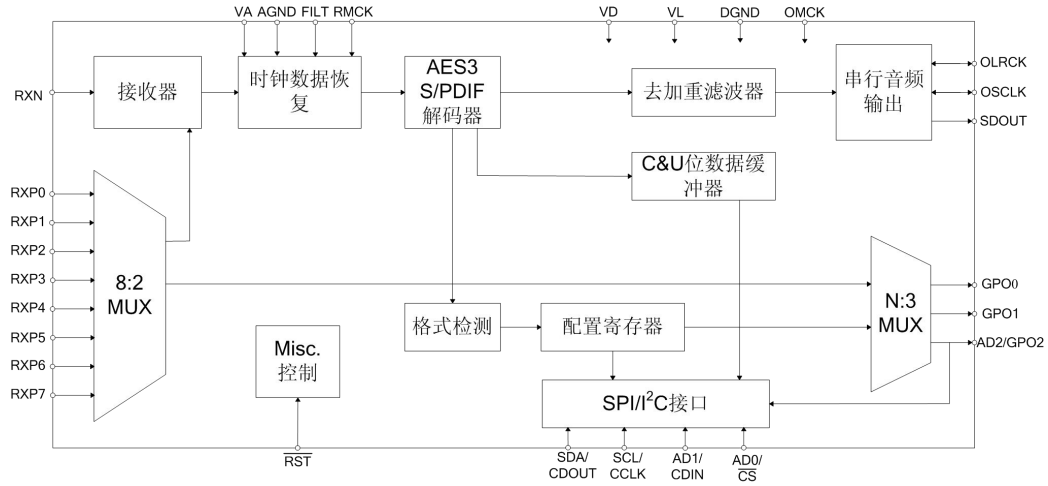 VA AGND FILT RMCK VD VL DGND OMCK
RXN
接收器
时钟数据恢
复
AES3
S/PDIF
解码器
去加重滤波器
串行音频
输出
OLRCK
OSCLK
SDOUT
C&U位数据缓
冲器
RXP0
RXP1
RXP2
RXP3
RXP4
RXP5
RXP6
RXP7
8:2
MUX
N:3
MUX
GPO0
GPO1
AD2/GPO2
格式检测
配置寄存器
Misc.
控制
SPI/I²C接口
RST
SDA/
CDOUT
SCL/
CCLK
AD1/
CDIN
AD0/
CS